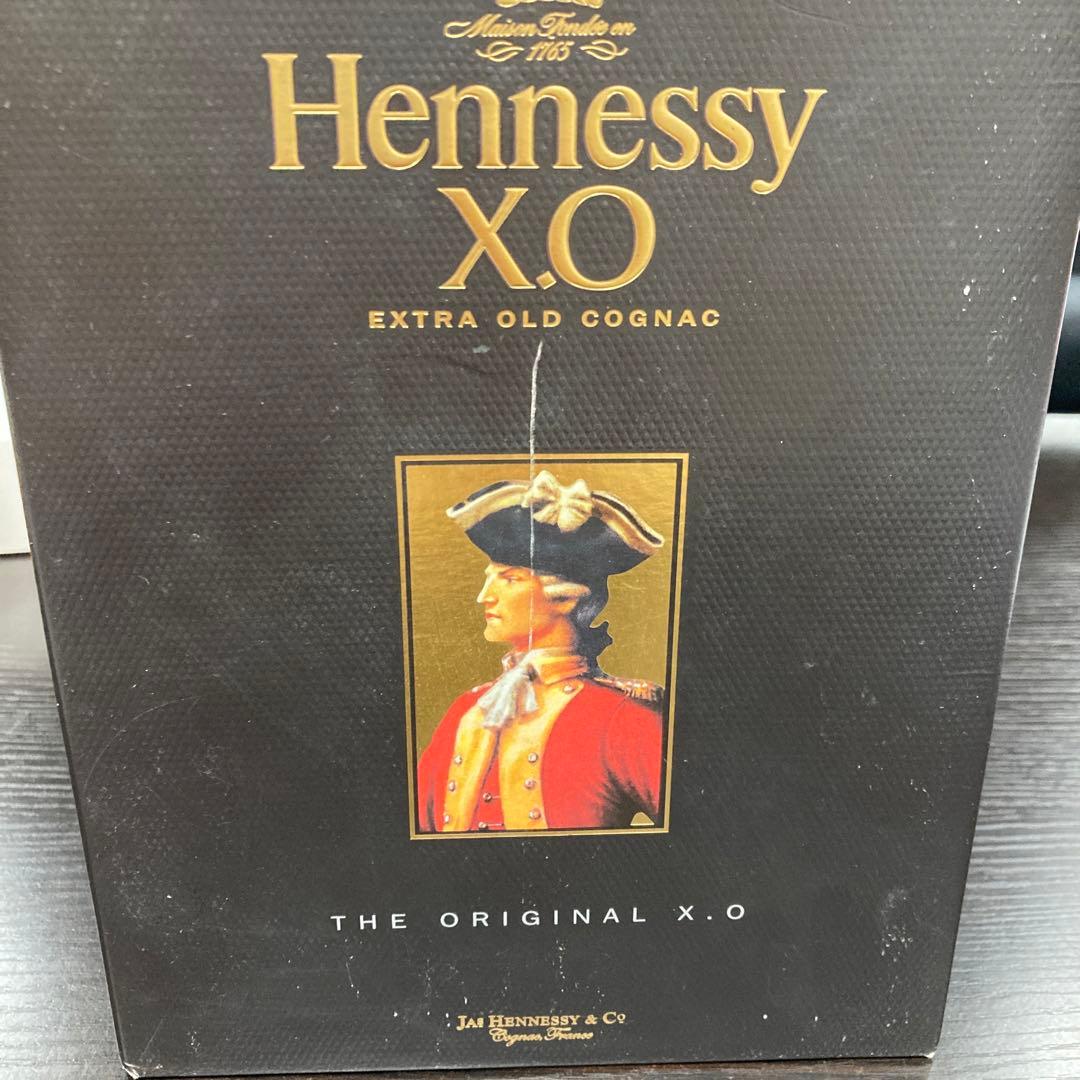 Maison Fondée en
1765
Hennessy
X.O
EXTRA OLD COGNAC
THE ORIGINAL X.O
JAS HENNESSY & Co
Cognac, France